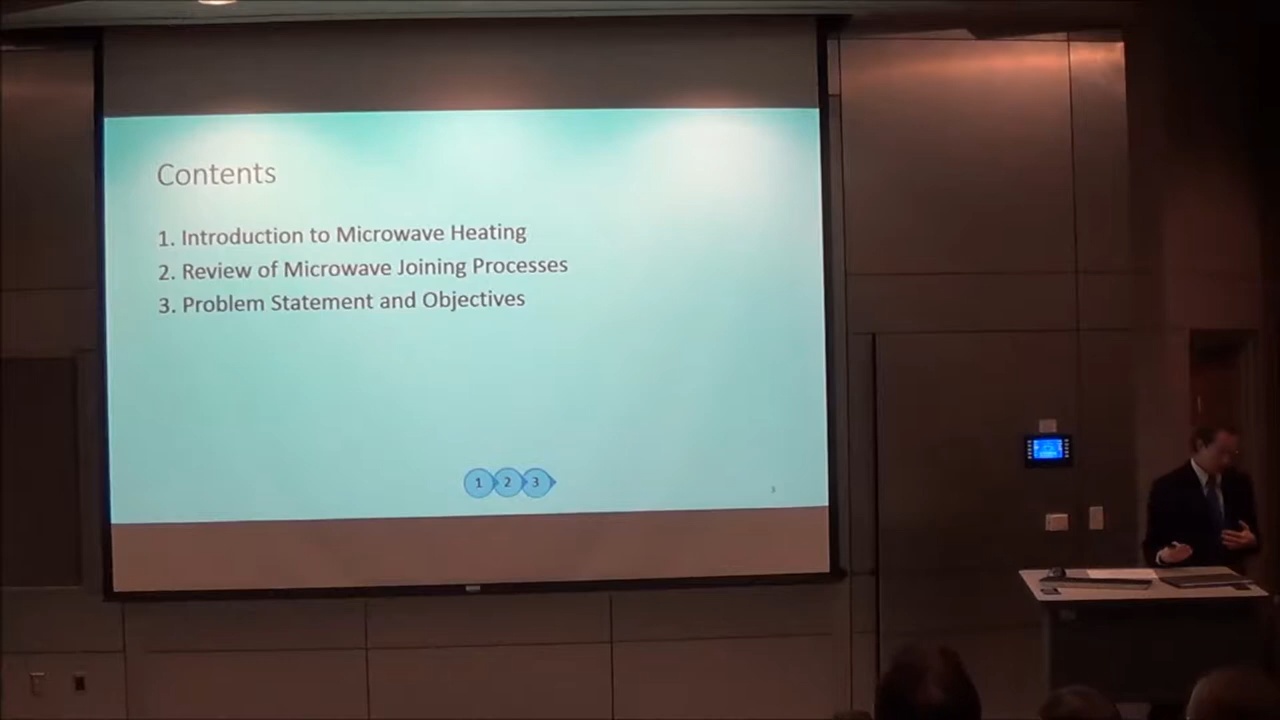 Contents
1. Introduction to Microwave Heating
2. Review of Microwave Joining Processes
3. Problem Statement and Objectives
1 2 3
3